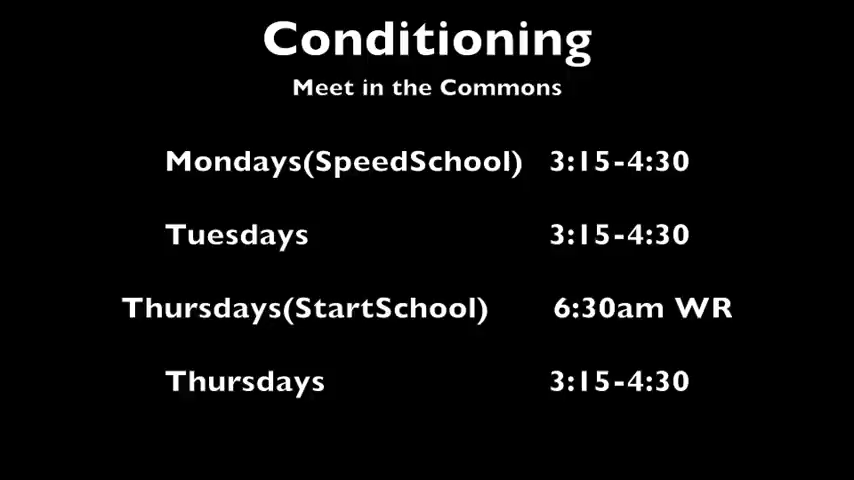 Conditioning
Meet in the Commons
Mondays(SpeedSchool) 3:15-4:30
Tuesdays 3:15-4:30
Thursdays(StartSchool) 6:30am WR
Thursdays 3:15-4:30